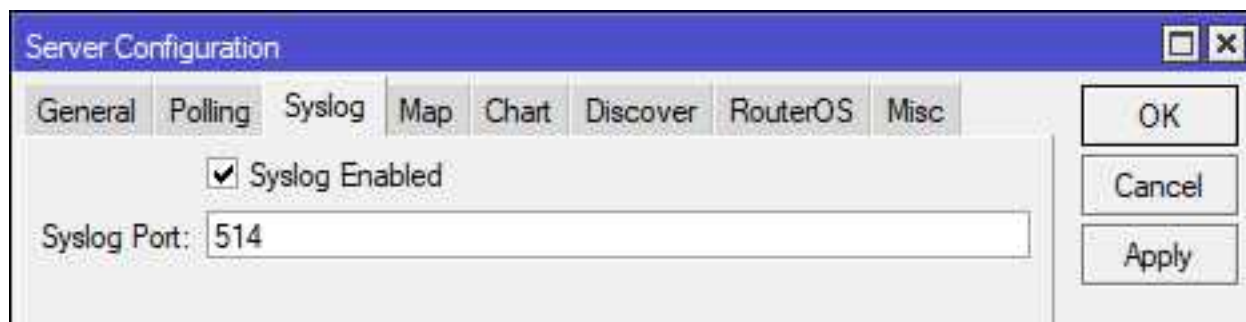 Server Configuration
General Polling Syslog Map Chart Discover RouterOS Misc
OK
Syslog Enabled
Cancel
Syslog Port: 514
Apply